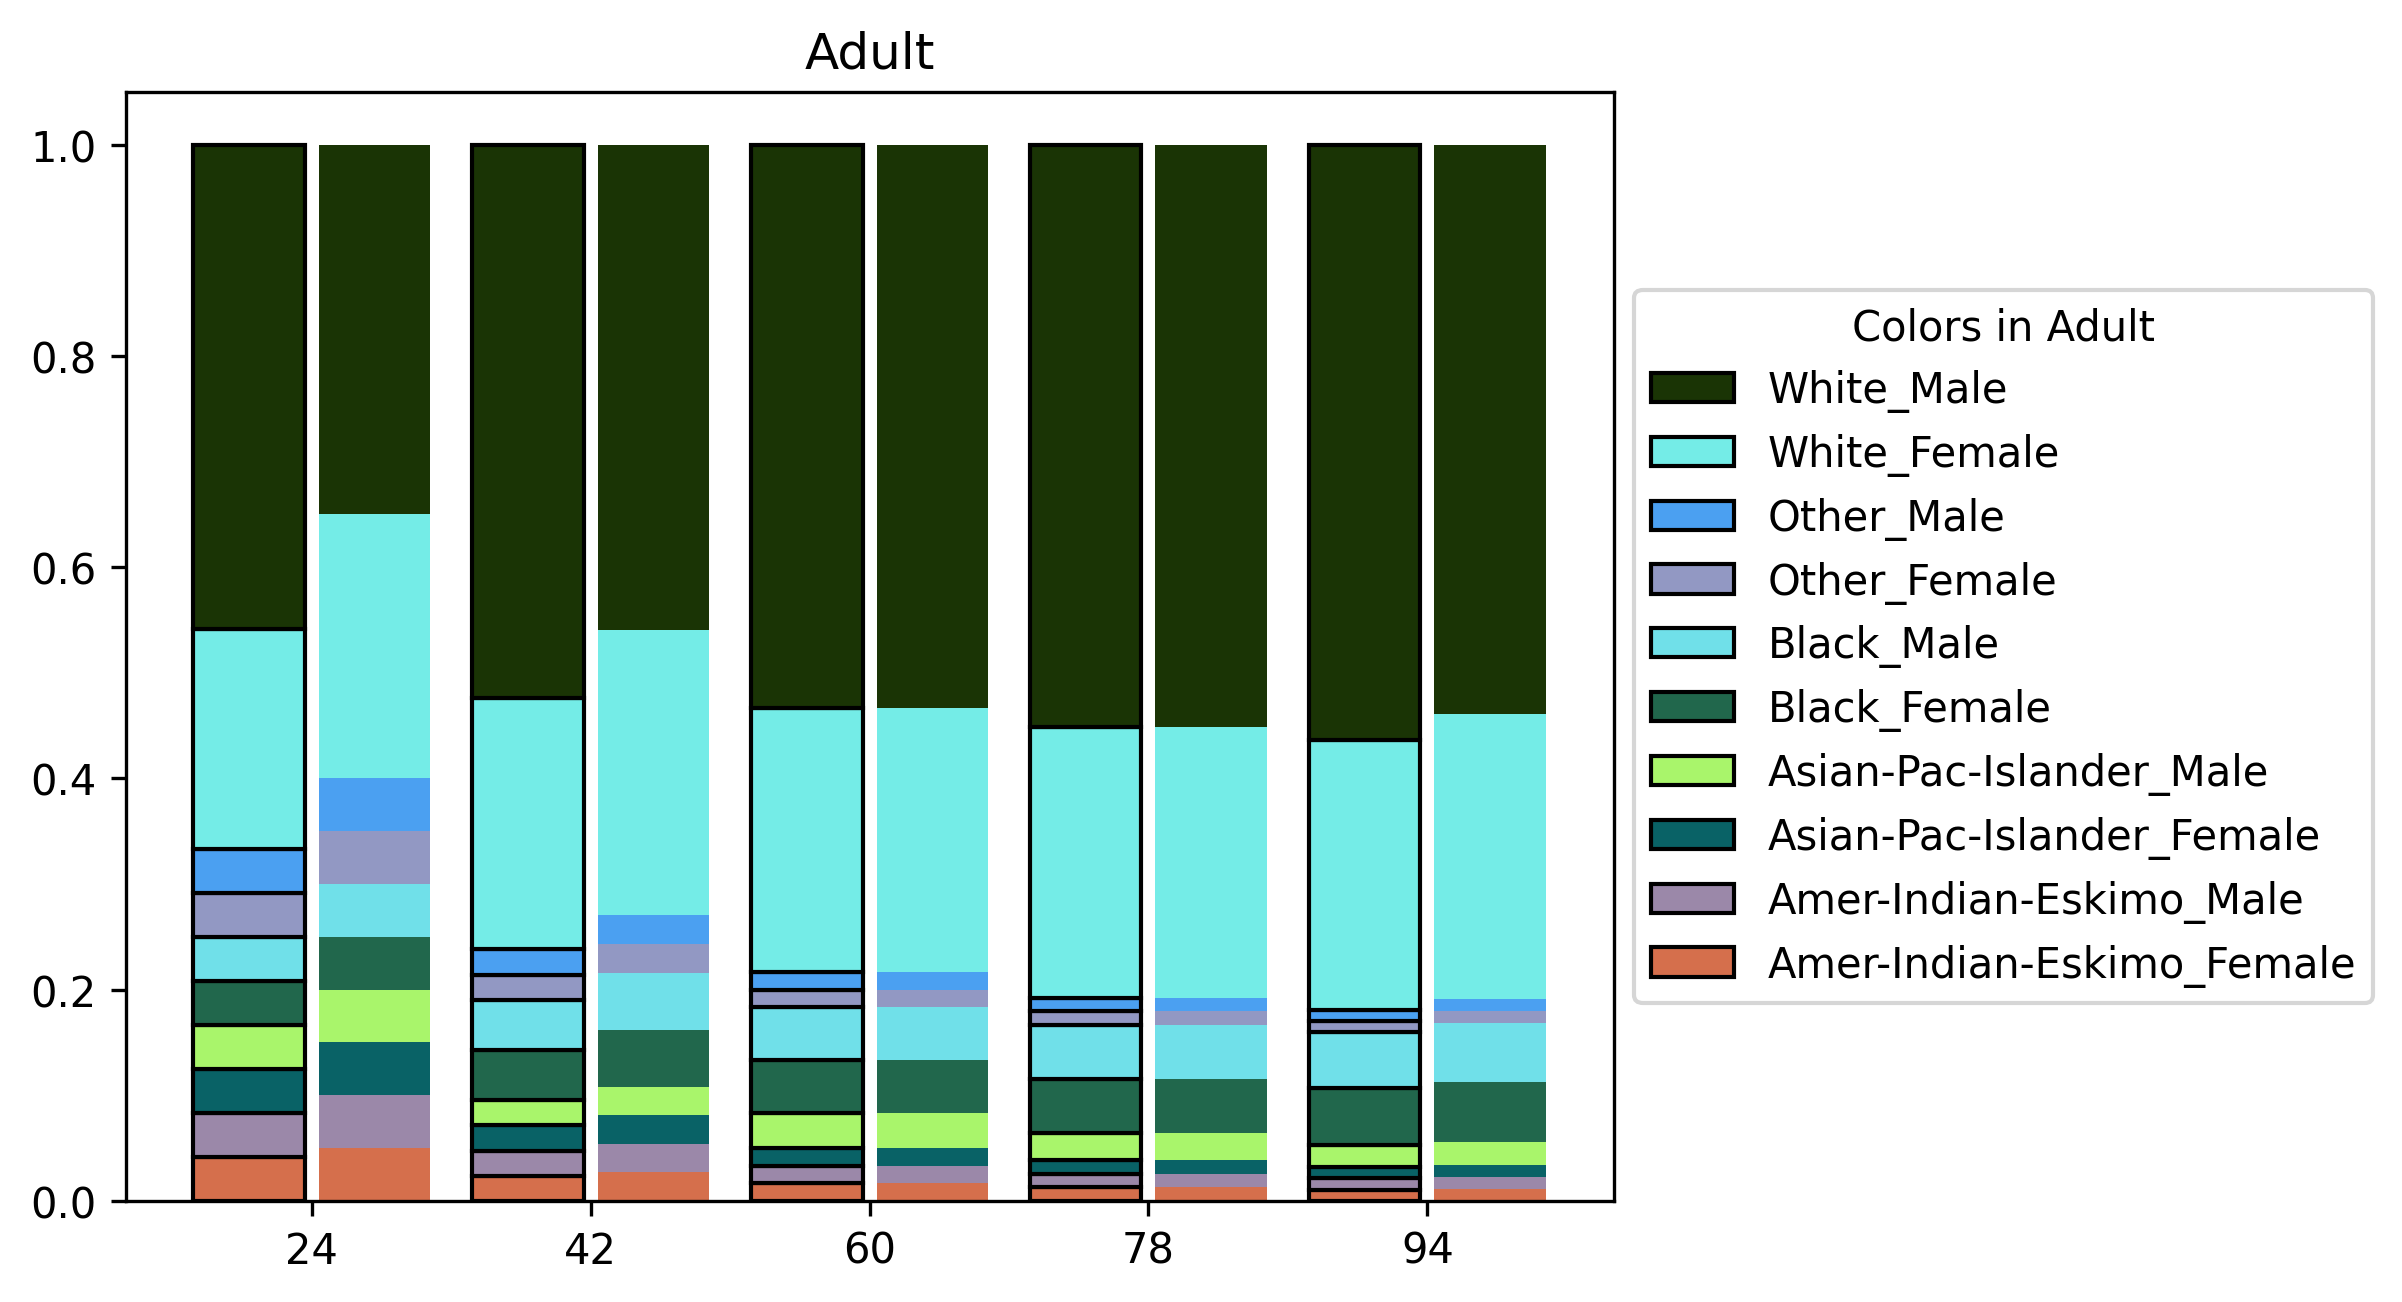 Adult
1.0
0.8
0.6
0.4
0.2
0.0
24 42 60 78 94
Colors in Adult
White_Male
White_Female
Other_Male
Other_Female
Black_Male
Black_Female
Asian-Pac-Islander_Male
Asian-Pac-Islander_Female
Amer-Indian-Eskimo_Male
Amer-Indian-Eskimo_Female